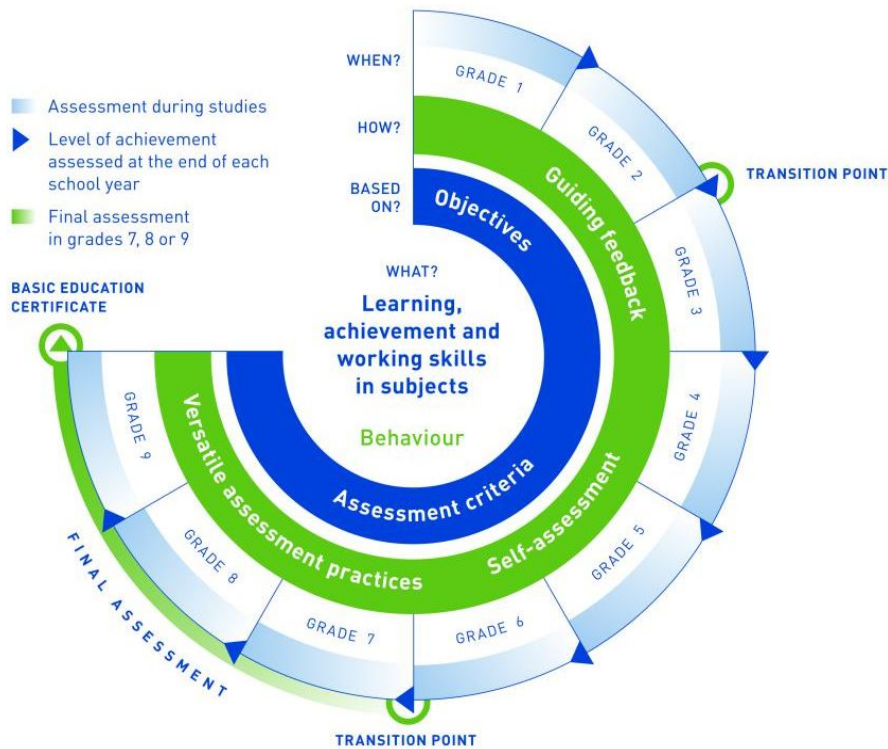 Assessment during studies
Level of achievement
assessed at the end of each
school year
Final assessment
in grades 7, 8 or 9
BASIC EDUCATION
CERTIFICATE
WHEN?
HOW?
BASED
ON?
WHAT?
Learning,
achievement and
working skills
in subjects
Behaviour
Objectives
Assessment criteria
Guiding feedback
Self-assessment
Versatile assessment practices
GRADE 1
GRADE 2
TRANSITION POINT
GRADE 3
GRADE 4
GRADE 5
GRADE 6
TRANSITION POINT
GRADE 7
GRADE 8
GRADE 9
FINAL ASSESSMENT